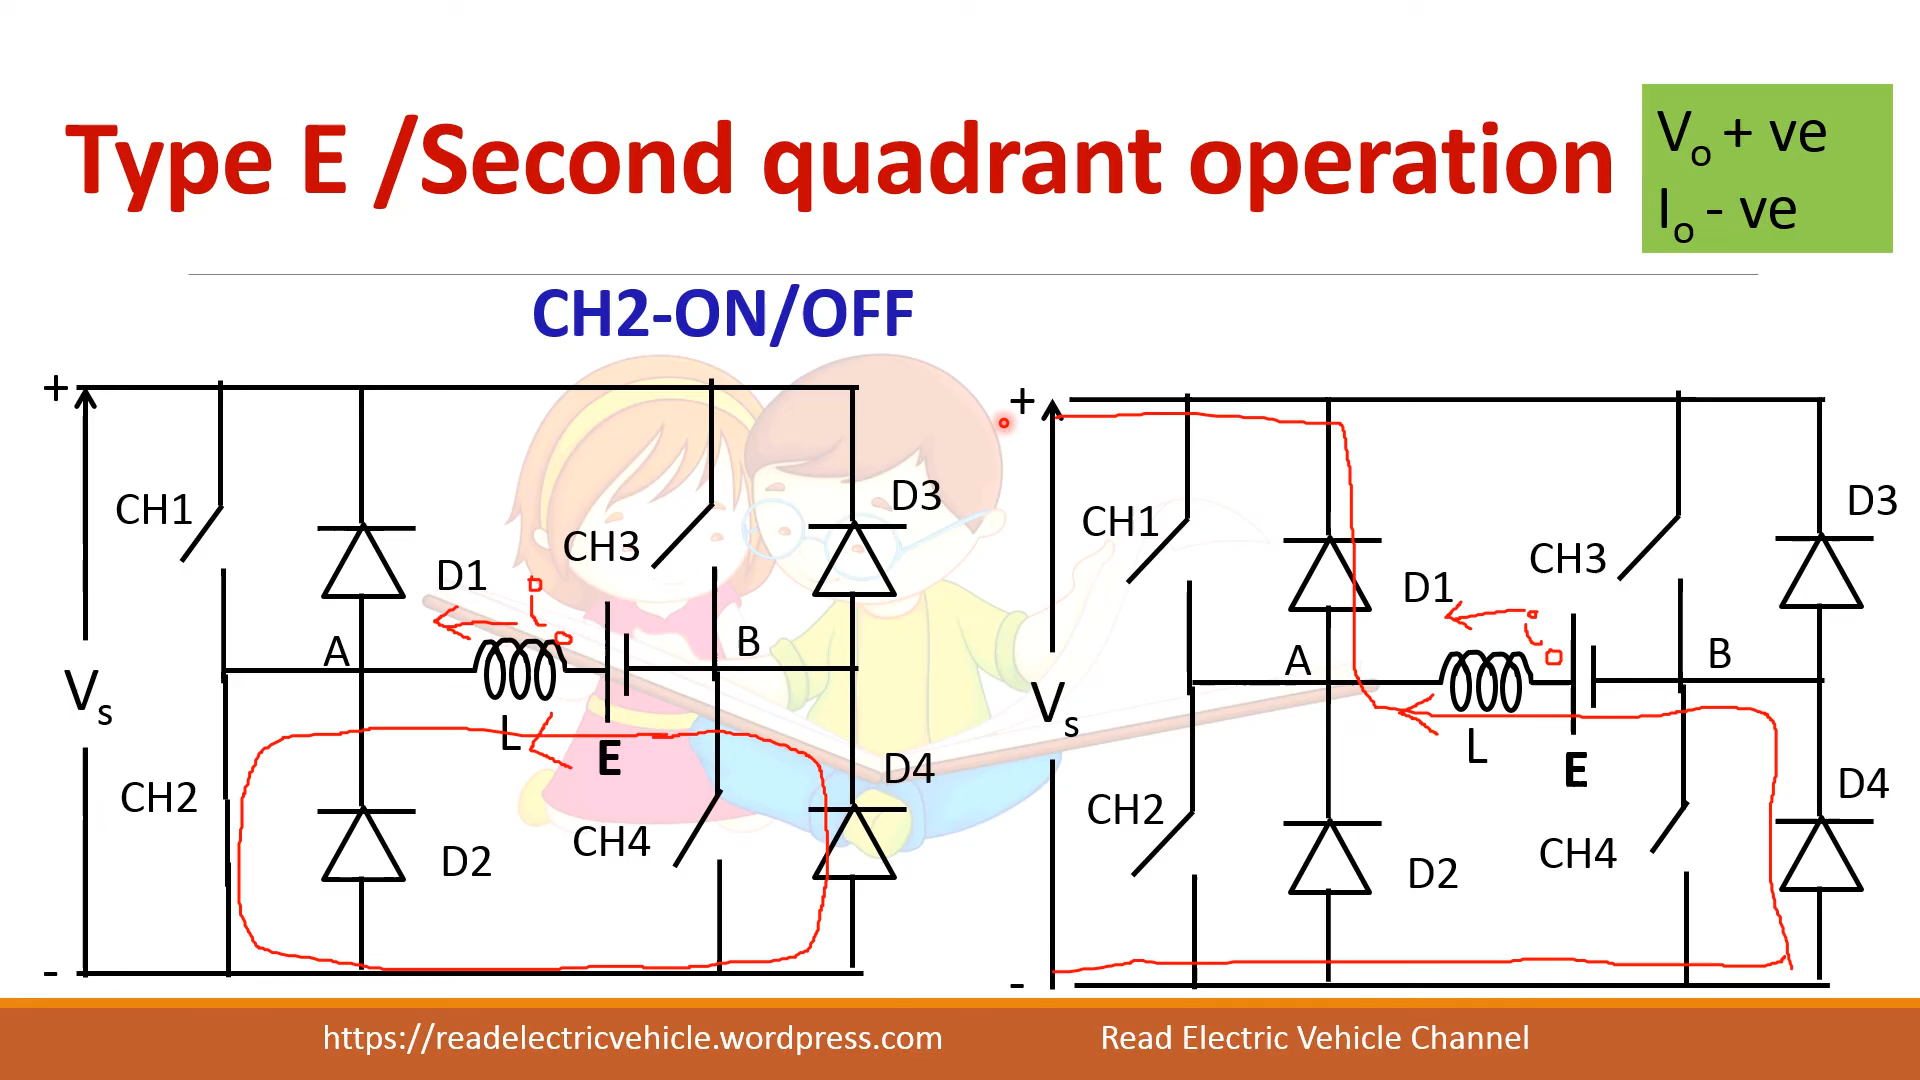 Type E /Second quadrant operation
Vo + ve
Io - ve
CH2-ON/OFF
+
Vs
-
CH1
D1
CH3
D3
A
B
L
E
CH2
D2
CH4
D4
+
Vs
-
CH1
D1
CH3
D3
A
B
L
E
CH2
D2
CH4
D4
https://readelectricvehicle.wordpress.com
Read Electric Vehicle Channel